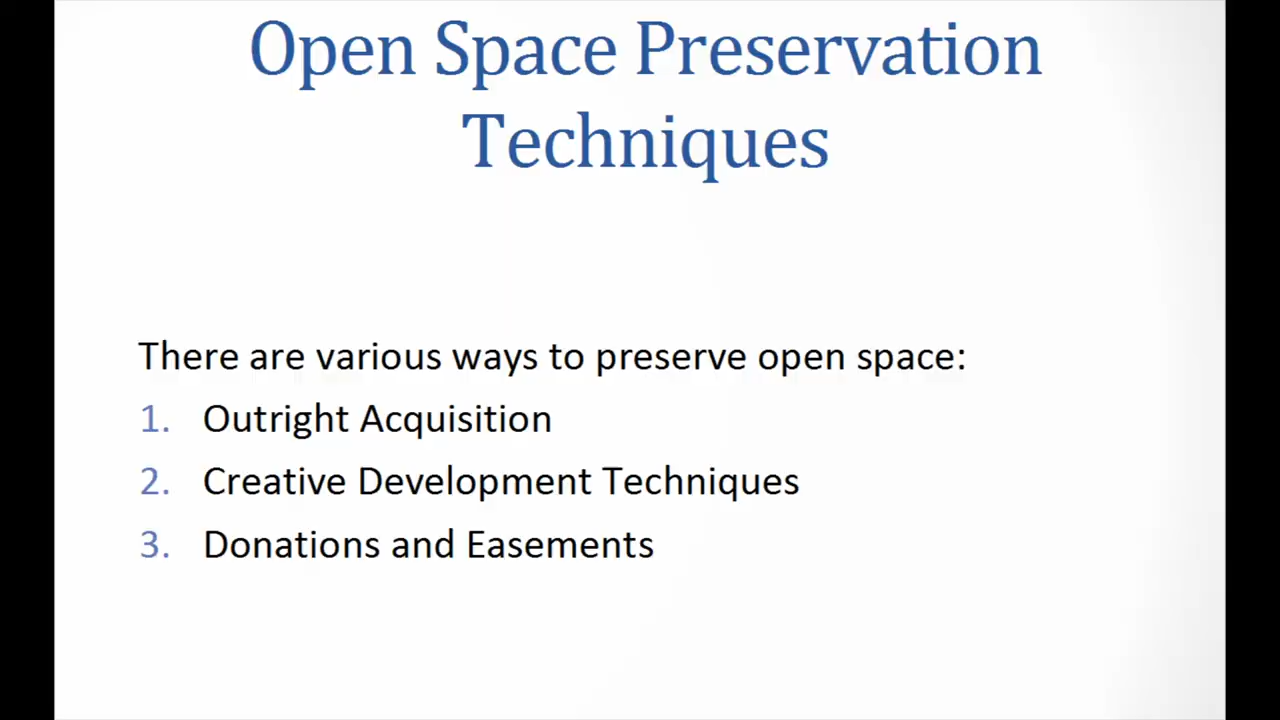 Open Space Preservation
Techniques
There are various ways to preserve open space:
1. Outright Acquisition
2. Creative Development Techniques
3. Donations and Easements